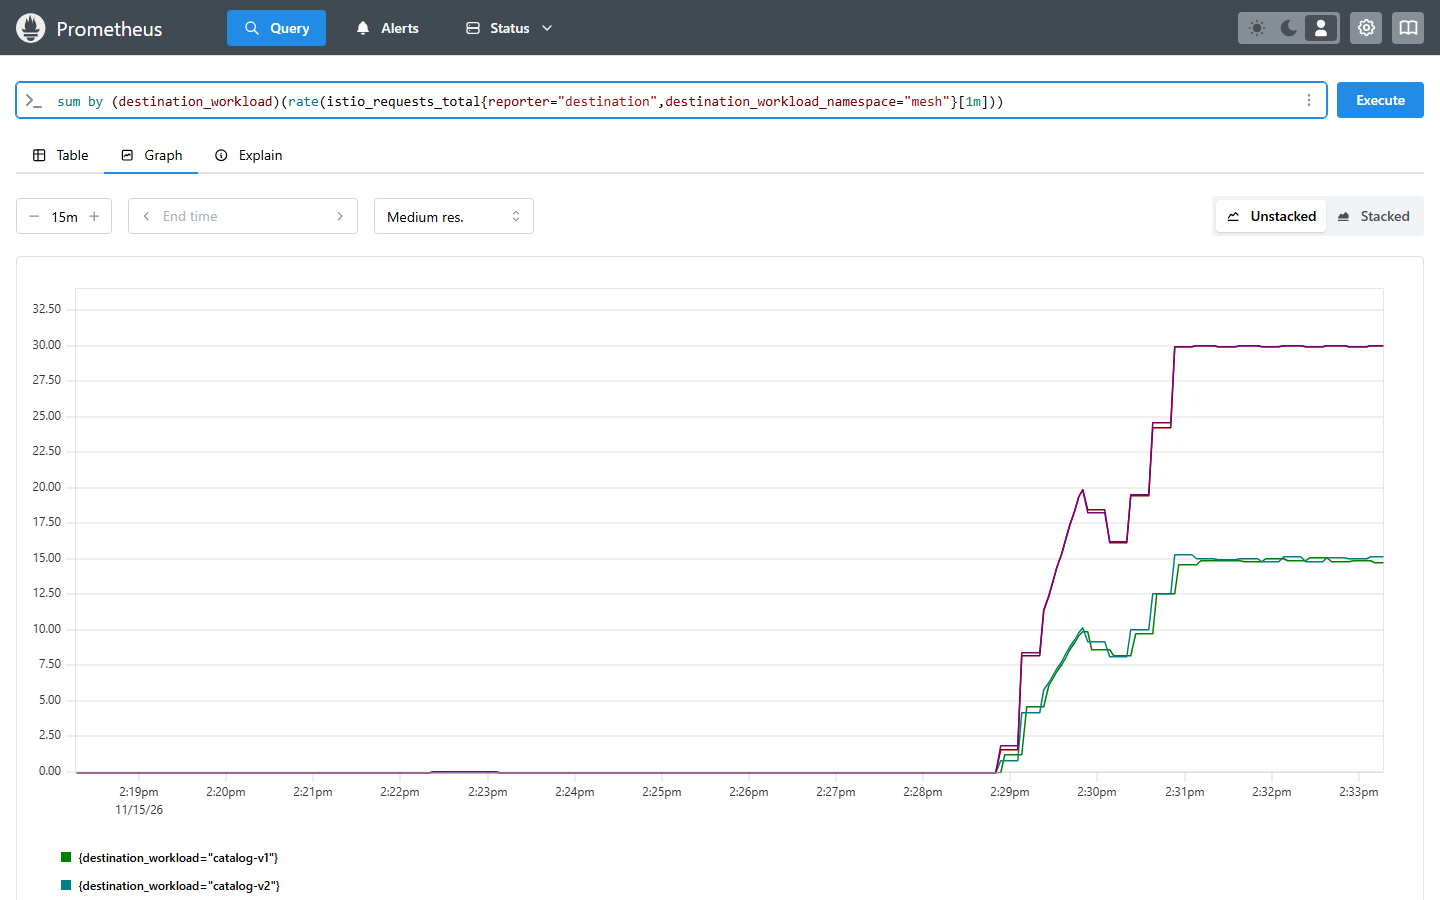 Prometheus
Query
Alerts
Status
sum by (destination_workload)(rate(istio_requests_total{reporter="destination",destination_workload_namespace="mesh"}[1m]))
Execute
Table
Graph
Explain
15m
End time
Medium res.
Unstacked
Stacked
32.50
30.00
27.50
25.00
22.50
20.00
17.50
15.00
12.50
10.00
7.50
5.00
2.50
0.00
2:19pm
2:20pm
2:21pm
2:22pm
2:23pm
2:24pm
2:25pm
2:26pm
2:27pm
2:28pm
2:29pm
2:30pm
2:31pm
2:32pm
2:33pm
11/15/26
{destination_workload="catalog-v1"}
{destination_workload="catalog-v2"}